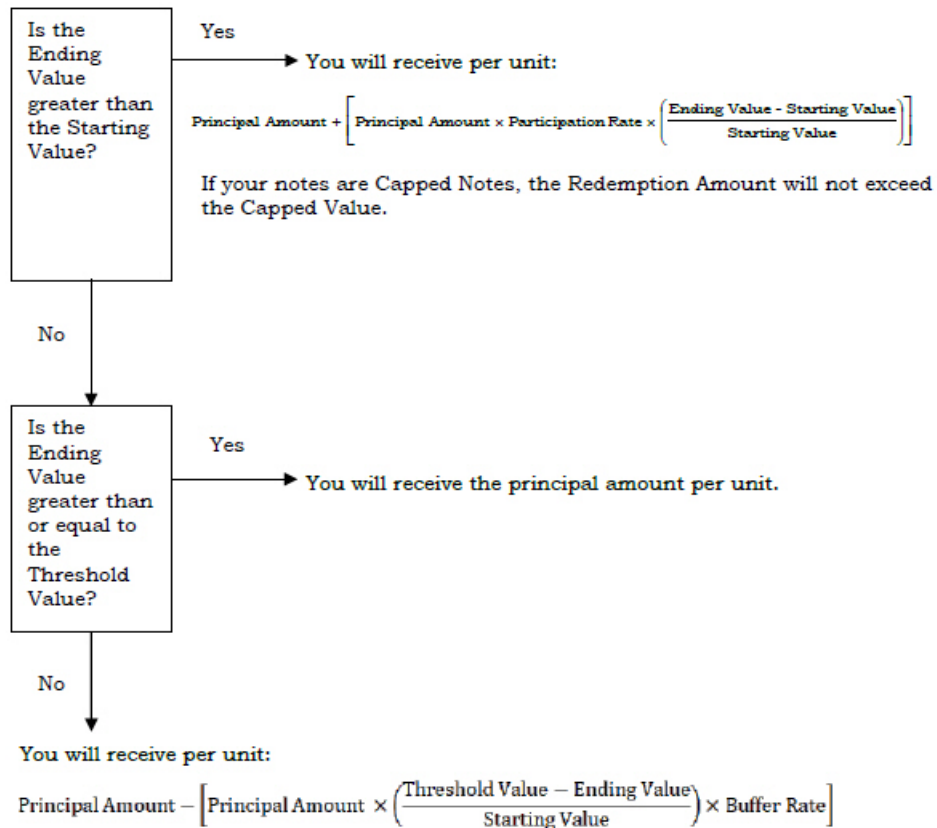 Is the
Ending
Value
greater than
the Starting
Value?
Yes
You will receive per unit:
Principal Amount + [Principal Amount × Participation Rate × (Ending Value - Starting Value / Starting Value)]
If your notes are Capped Notes, the Redemption Amount will not exceed
the Capped Value.
No
Is the
Ending
Value
greater than
or equal to
the
Threshold
Value?
Yes
You will receive the principal amount per unit.
No
You will receive per unit:
Principal Amount − [Principal Amount × (Threshold Value − Ending Value / Starting Value) × Buffer Rate]